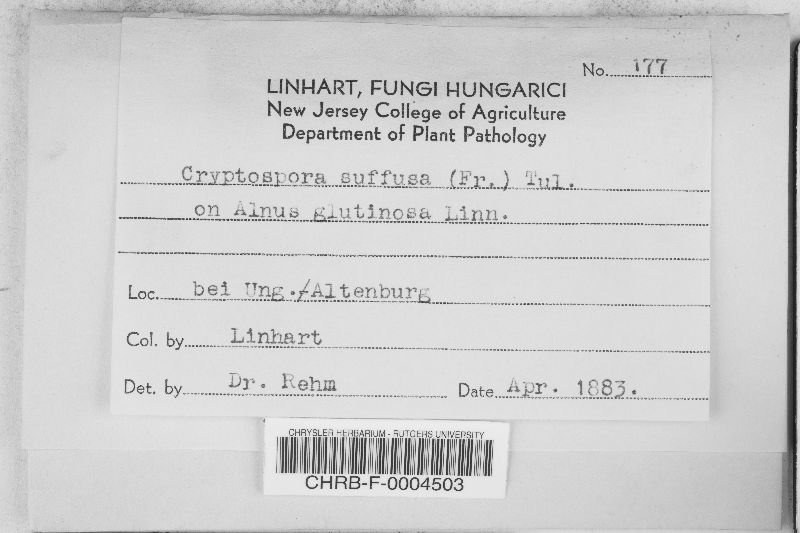 No. 177
LINHART, FUNGI HUNGARICI
New Jersey College of Agriculture
Department of Plant Pathology
Cryptospora suffusa (Fr.) Tul.
on Alnus glutinosa Linn.
Loc. bei Ung./Altenburg
Col. by Linhart
Det. by Dr. Rehm Date Apr. 1883.
CHRYSLER HERBARIUM - RUTGERS UNIVERSITY
CHRB-F-0004503